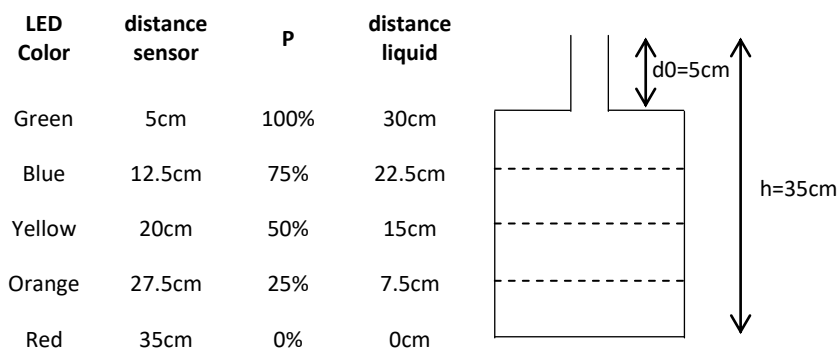 LED Color distance sensor P distance liquid
Green 5cm 100% 30cm
Blue 12.5cm 75% 22.5cm
Yellow 20cm 50% 15cm
Orange 27.5cm 25% 7.5cm
Red 35cm 0% 0cm
d0=5cm
h=35cm